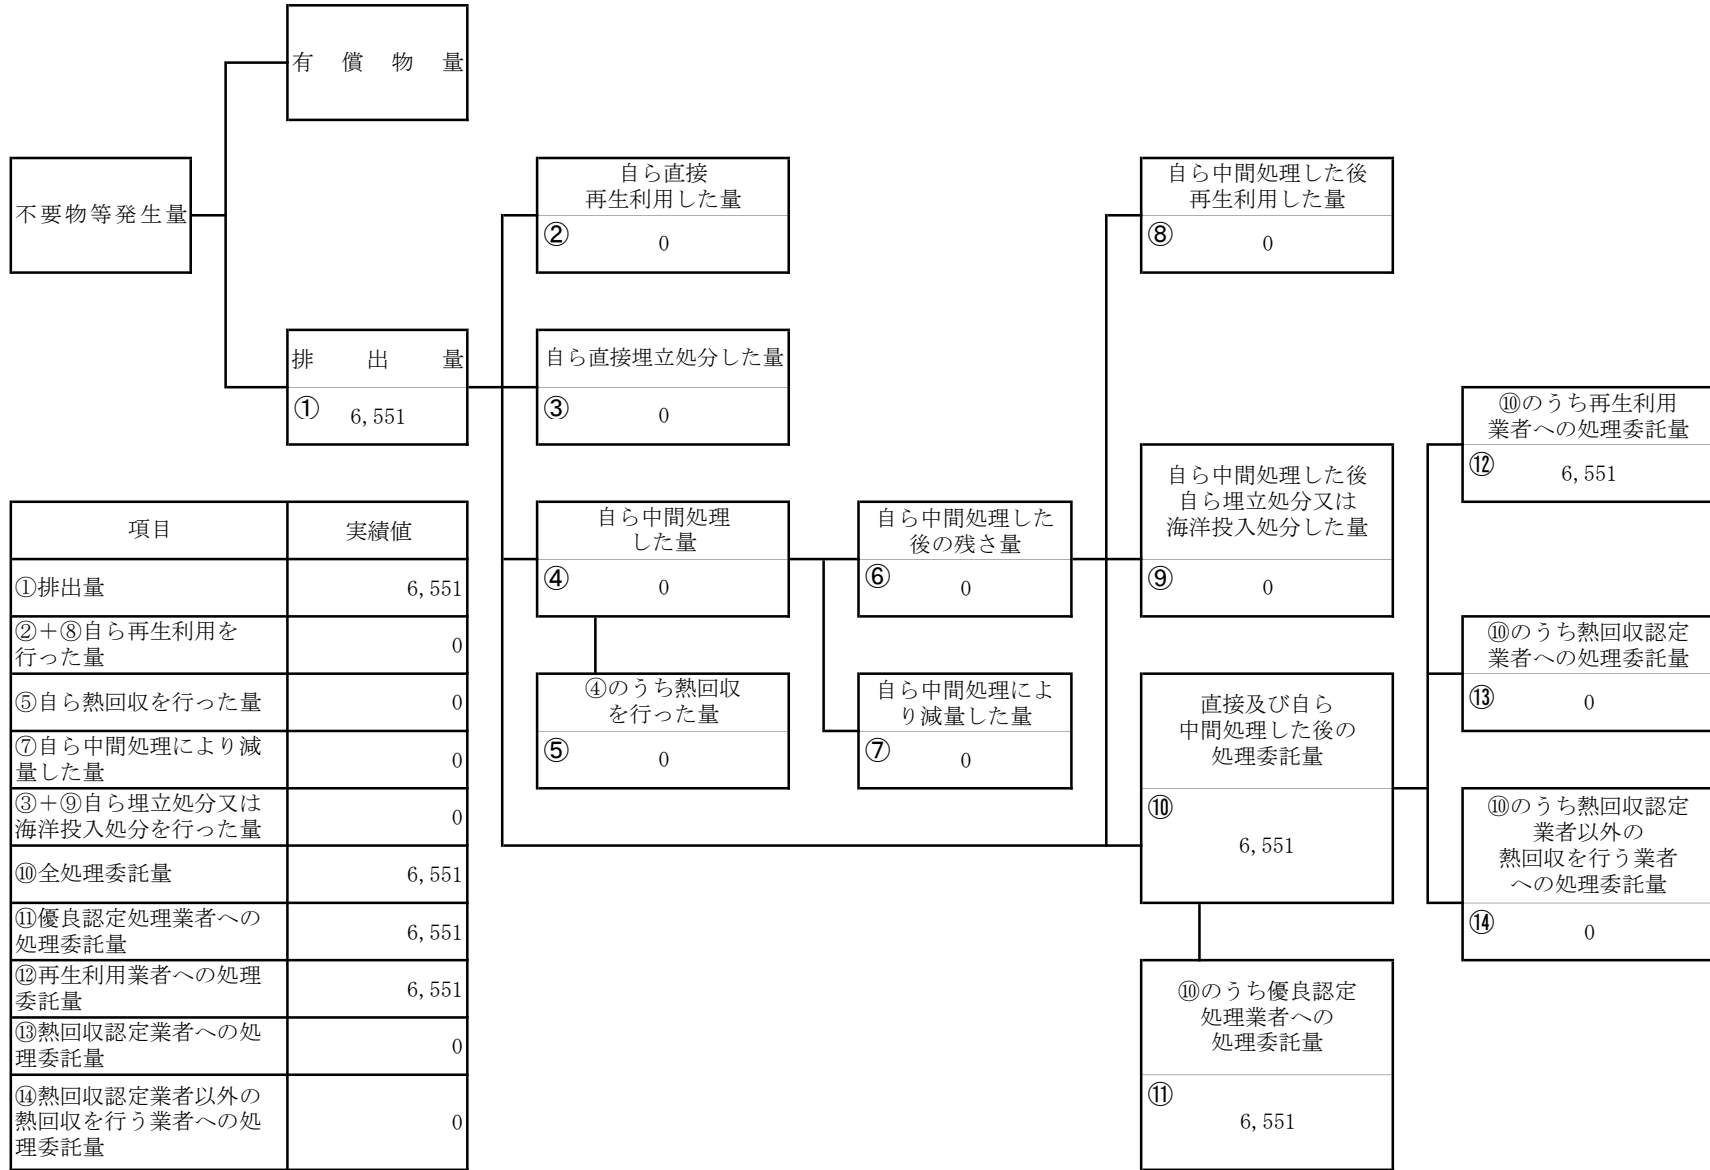 有償物量
不要物等発生量
自ら直接
再生利用した量
②
0
自ら中間処理した後
再生利用した量
⑧
0
排出量
①
6,551
自ら直接埋立処分した量
③
0
⑩のうち再生利用
業者への処理委託量
⑫
6,551
自ら中間処理した後
自ら埋立処分又は
海洋投入処分した量
⑨
0
自ら中間処理
した量
④
0
自ら中間処理した
後の残さ量
⑥
0
⑩のうち熱回収認定
業者への処理委託量
⑬
0
④のうち熱回収
を行った量
⑤
0
自ら中間処理によ
り減量した量
⑦
0
直接及び自ら
中間処理した後の
処理委託量
⑩
6,551
⑩のうち熱回収認定
業者以外の
熱回収を行う業者
への処理委託量
⑭
0
⑩のうち優良認定
処理業者への
処理委託量
⑪
6,551
項目 実績値
①排出量 6,551
②＋⑧自ら再生利用を
行った量 0
⑤自ら熱回収を行った量 0
⑦自ら中間処理により減
量した量 0
③＋⑨自ら埋立処分又は
海洋投入処分を行った量 0
⑩全処理委託量 6,551
⑪優良認定処理業者への
処理委託量 6,551
⑫再生利用業者への処理
委託量 6,551
⑬熱回収認定業者への処
理委託量 0
⑭熱回収認定業者以外の
熱回収を行う業者への処
理委託量 0